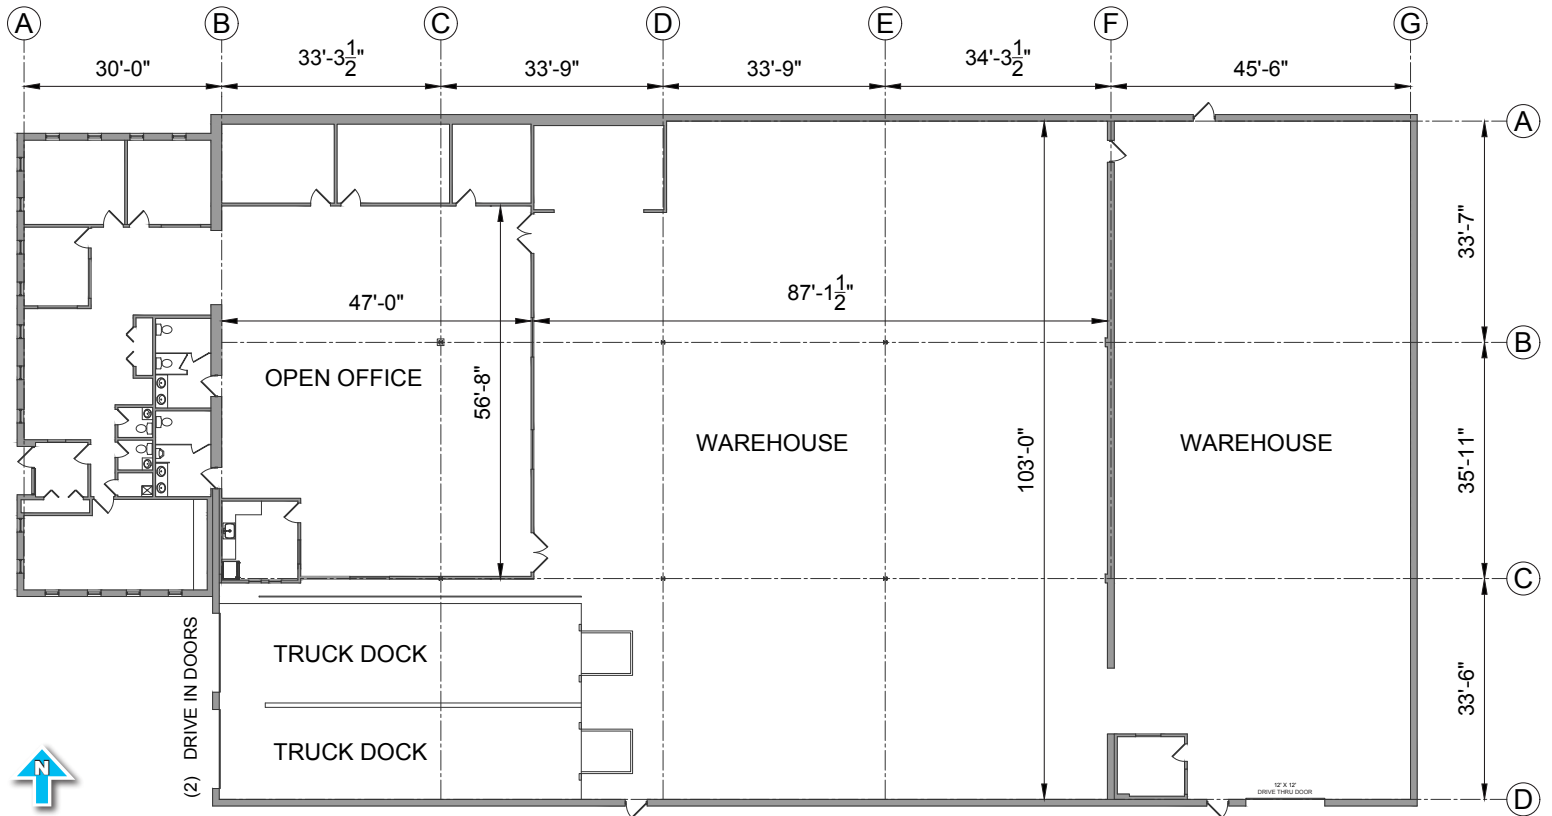 A B C D E F G
30'-0" 33'-3 1/2" 33'-9" 33'-9" 34'-3 1/2" 45'-6"
A
33'-7"
87'-1 1/2"
47'-0"
B
OPEN OFFICE
56'-8"
WAREHOUSE
WAREHOUSE
103'-0"
35'-11"
C
TRUCK DOCK
33'-6"
(2) DRIVE IN DOORS
TRUCK DOCK
N
12' X 12'
DRIVE THRU DOOR
D